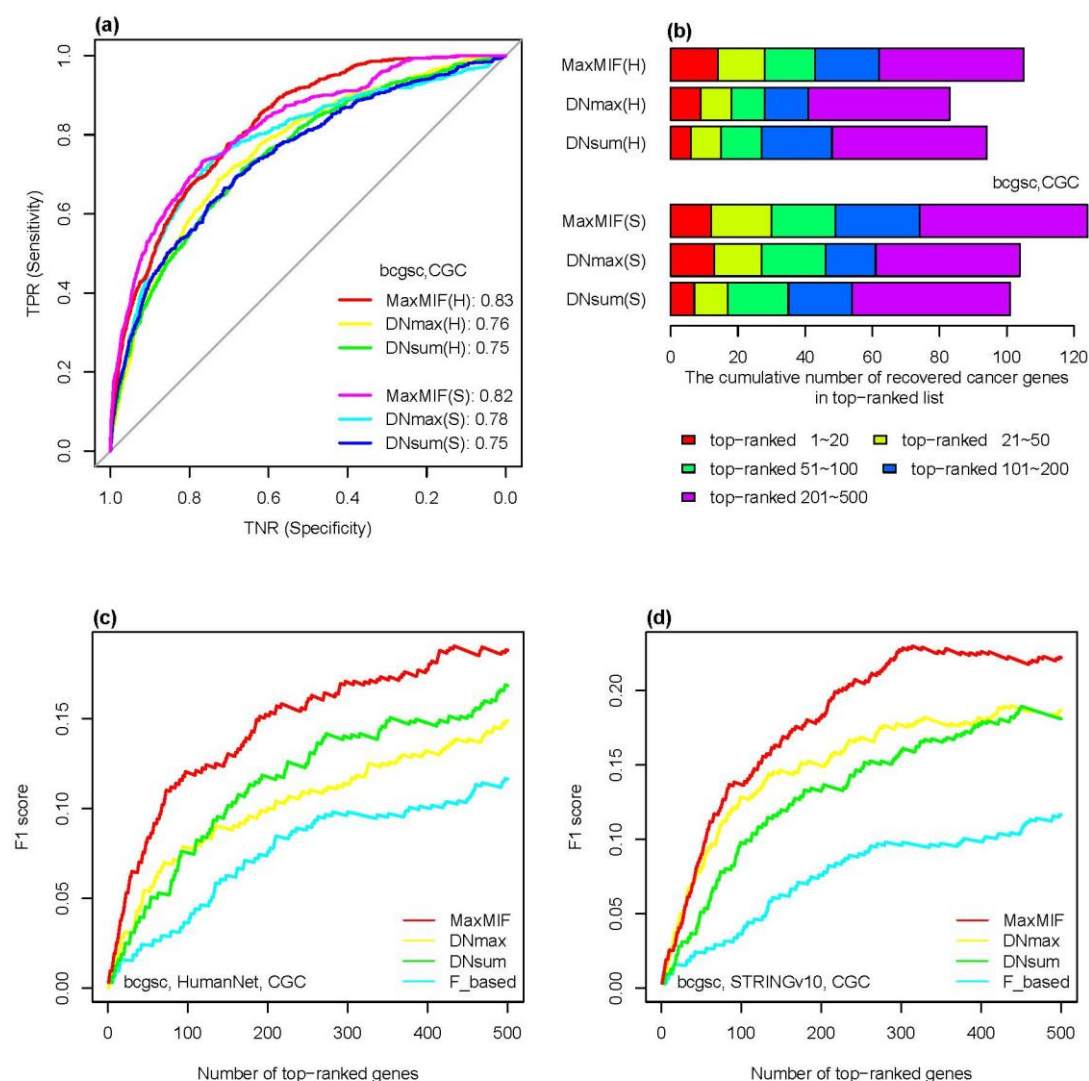 (a)
TPR (Sensitivity)
1.0
0.8
0.6
0.4
0.2
0.0
bcgsc,CGC
MaxMIF(H): 0.83
DNmax(H): 0.76
DNsum(H): 0.75
MaxMIF(S): 0.82
DNmax(S): 0.78
DNsum(S): 0.75
1.0 0.8 0.6 0.4 0.2 0.0
TNR (Specificity)
(b)
MaxMIF(H)
DNmax(H)
DNsum(H)
bcgsc,CGC
MaxMIF(S)
DNmax(S)
DNsum(S)
0 20 40 60 80 100 120
The cumulative number of recovered cancer genes
in top-ranked list
top-ranked 1~20 top-ranked 21~50
top-ranked 51~100 top-ranked 101~200
top-ranked 201~500
(c)
F1 score
0.15
0.10
0.05
0.00
MaxMIF
DNmax
DNsum
F_based
bcgsc, HumanNet, CGC
0 100 200 300 400 500
Number of top-ranked genes
(d)
F1 score
0.20
0.15
0.10
0.05
0.00
MaxMIF
DNmax
DNsum
F_based
bcgsc, STRINGv10, CGC
0 100 200 300 400 500
Number of top-ranked genes